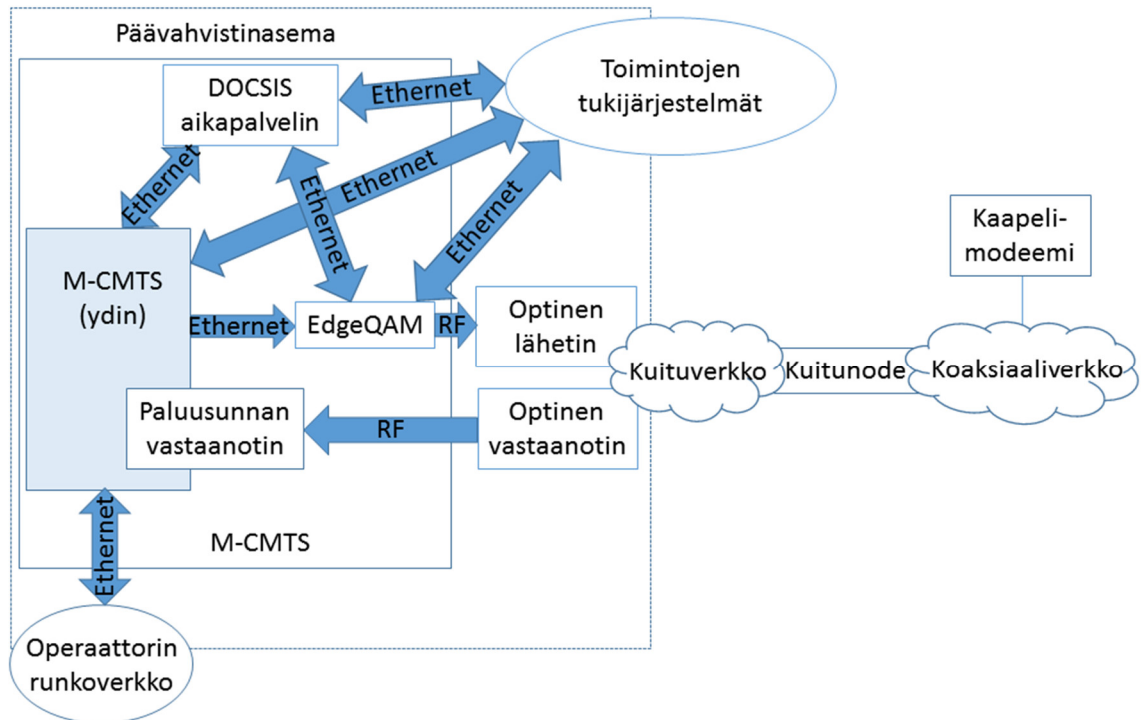 Päävahvistinasema
DOCSIS
aikapalvelin
Ethernet
Toimintojen
tukijärjestelmät
Ethernet
Ethernet
Ethernet
Ethernet
M-CMTS
(ydin)
Ethernet
EdgeQAM
RF
Optinen
lähetin
Kaapeli-
modeemi
Kuituverkko
Kuitunode
Koaksiaaliverkko
Paluusunnan
vastaanotin
RF
Optinen
vastaanotin
Ethernet
M-CMTS
Operaattorin
runkoverkko